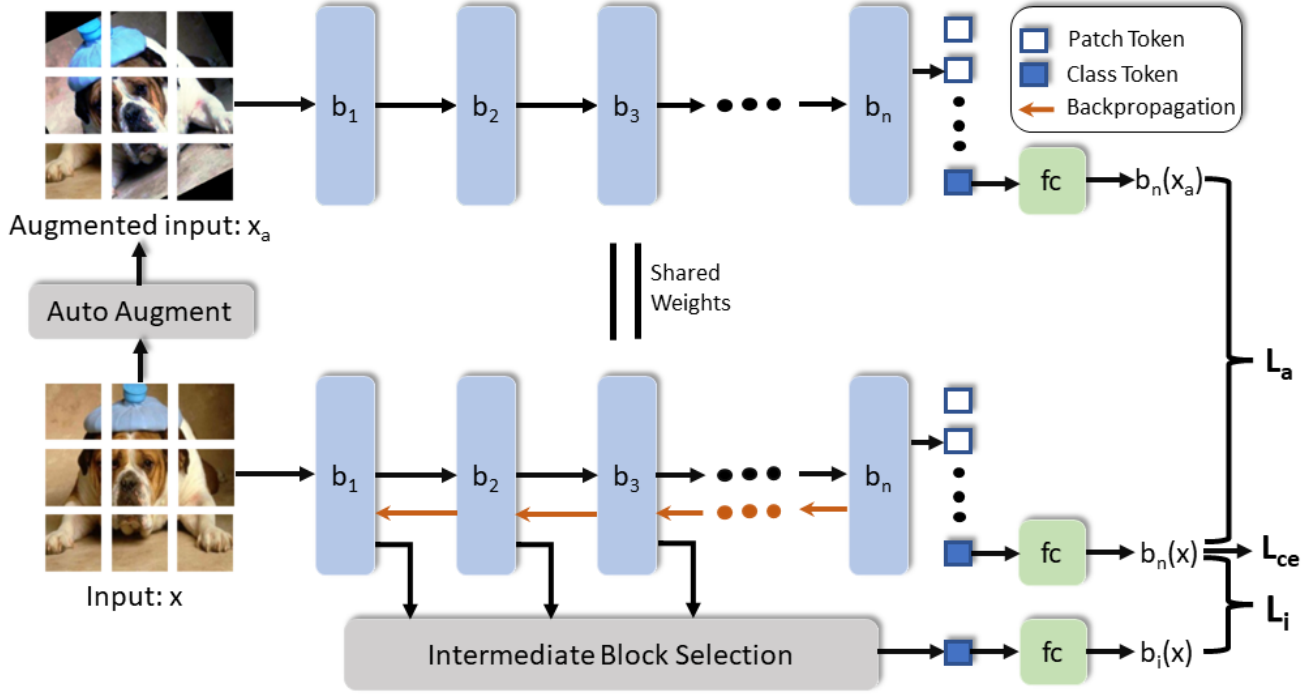 b₁
b₂
b₃
bₙ
Patch Token
Class Token
Backpropagation
fc
bₙ(xₐ)
Augmented input: xₐ
Shared
Weights
Auto Augment
Lₐ
b₁
b₂
b₃
bₙ
fc
bₙ(x)
L_ce
Input: x
Lᵢ
Intermediate Block Selection
fc
bᵢ(x)